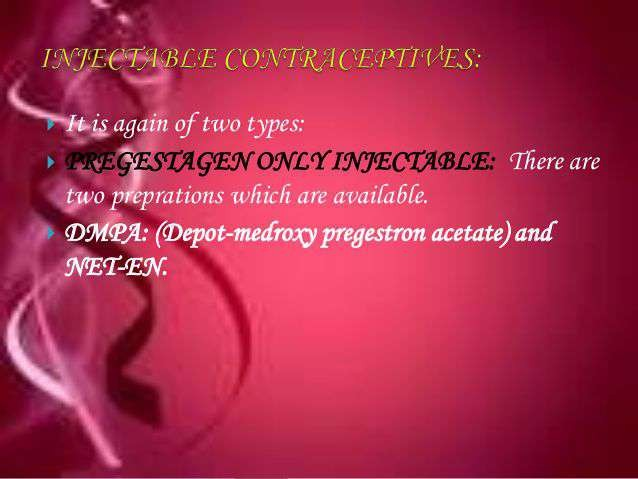 INJECTABLE CONTRACEPTIVES:
It is again of two types:
PREGESTAGEN ONLY INJECTABLE: There are
two preprations which are available.
DMPA: (Depot-medroxy pregestron acetate) and
NET-EN.